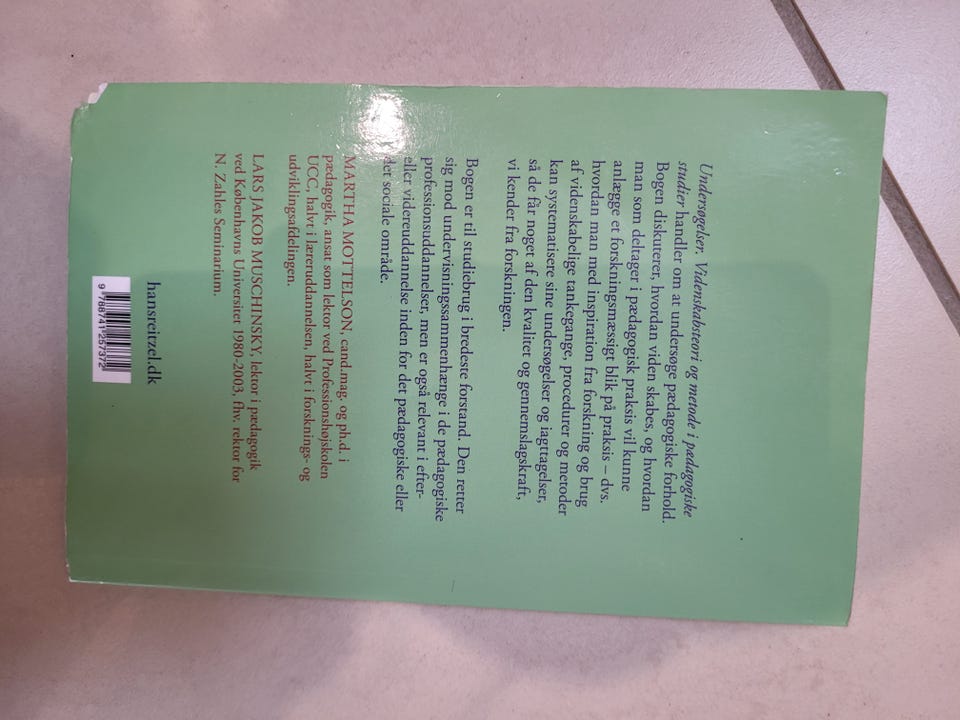 Undersøgelser. Videnskabsteori og metode i pædagogiske
studier handler om at undersøge pædagogiske forhold.
Bogen diskuterer, hvordan viden skabes, og hvordan
man som deltager i pædagogisk praksis vil kunne
anlægge et forskningsmæssigt blik på praksis – dvs.
hvordan man med inspiration fra forskning og brug
af videnskabelige tankegange, procedurer og metoder
kan systematisere sine undersøgelser og iagttagelser,
så de får noget af den kvalitet og gennemslagskraft,
vi kender fra forskningen.
Bogen er til studiebrug i bredeste forstand. Den retter
sig mod undervisningssammenhænge i de pædagogiske
professionsuddannelser, men er også relevant i efter-
eller videreuddannelse inden for det pædagogiske eller
det sociale område.
MARTHA MOTTELSON, cand.mag. og ph.d. i
pædagogik, ansat som lektor ved Professionshøjskolen
UCC, halvt i læreruddannelsen, halvt i forsknings- og
udviklingsafdelingen.
LARS JAKOB MUSCHINSKY, lektor i pædagogik
ved Københavns Universitet 1980-2003, fhv. rektor for
N. Zahles Seminarium.
hansreitzel.dk
9 788741 257372